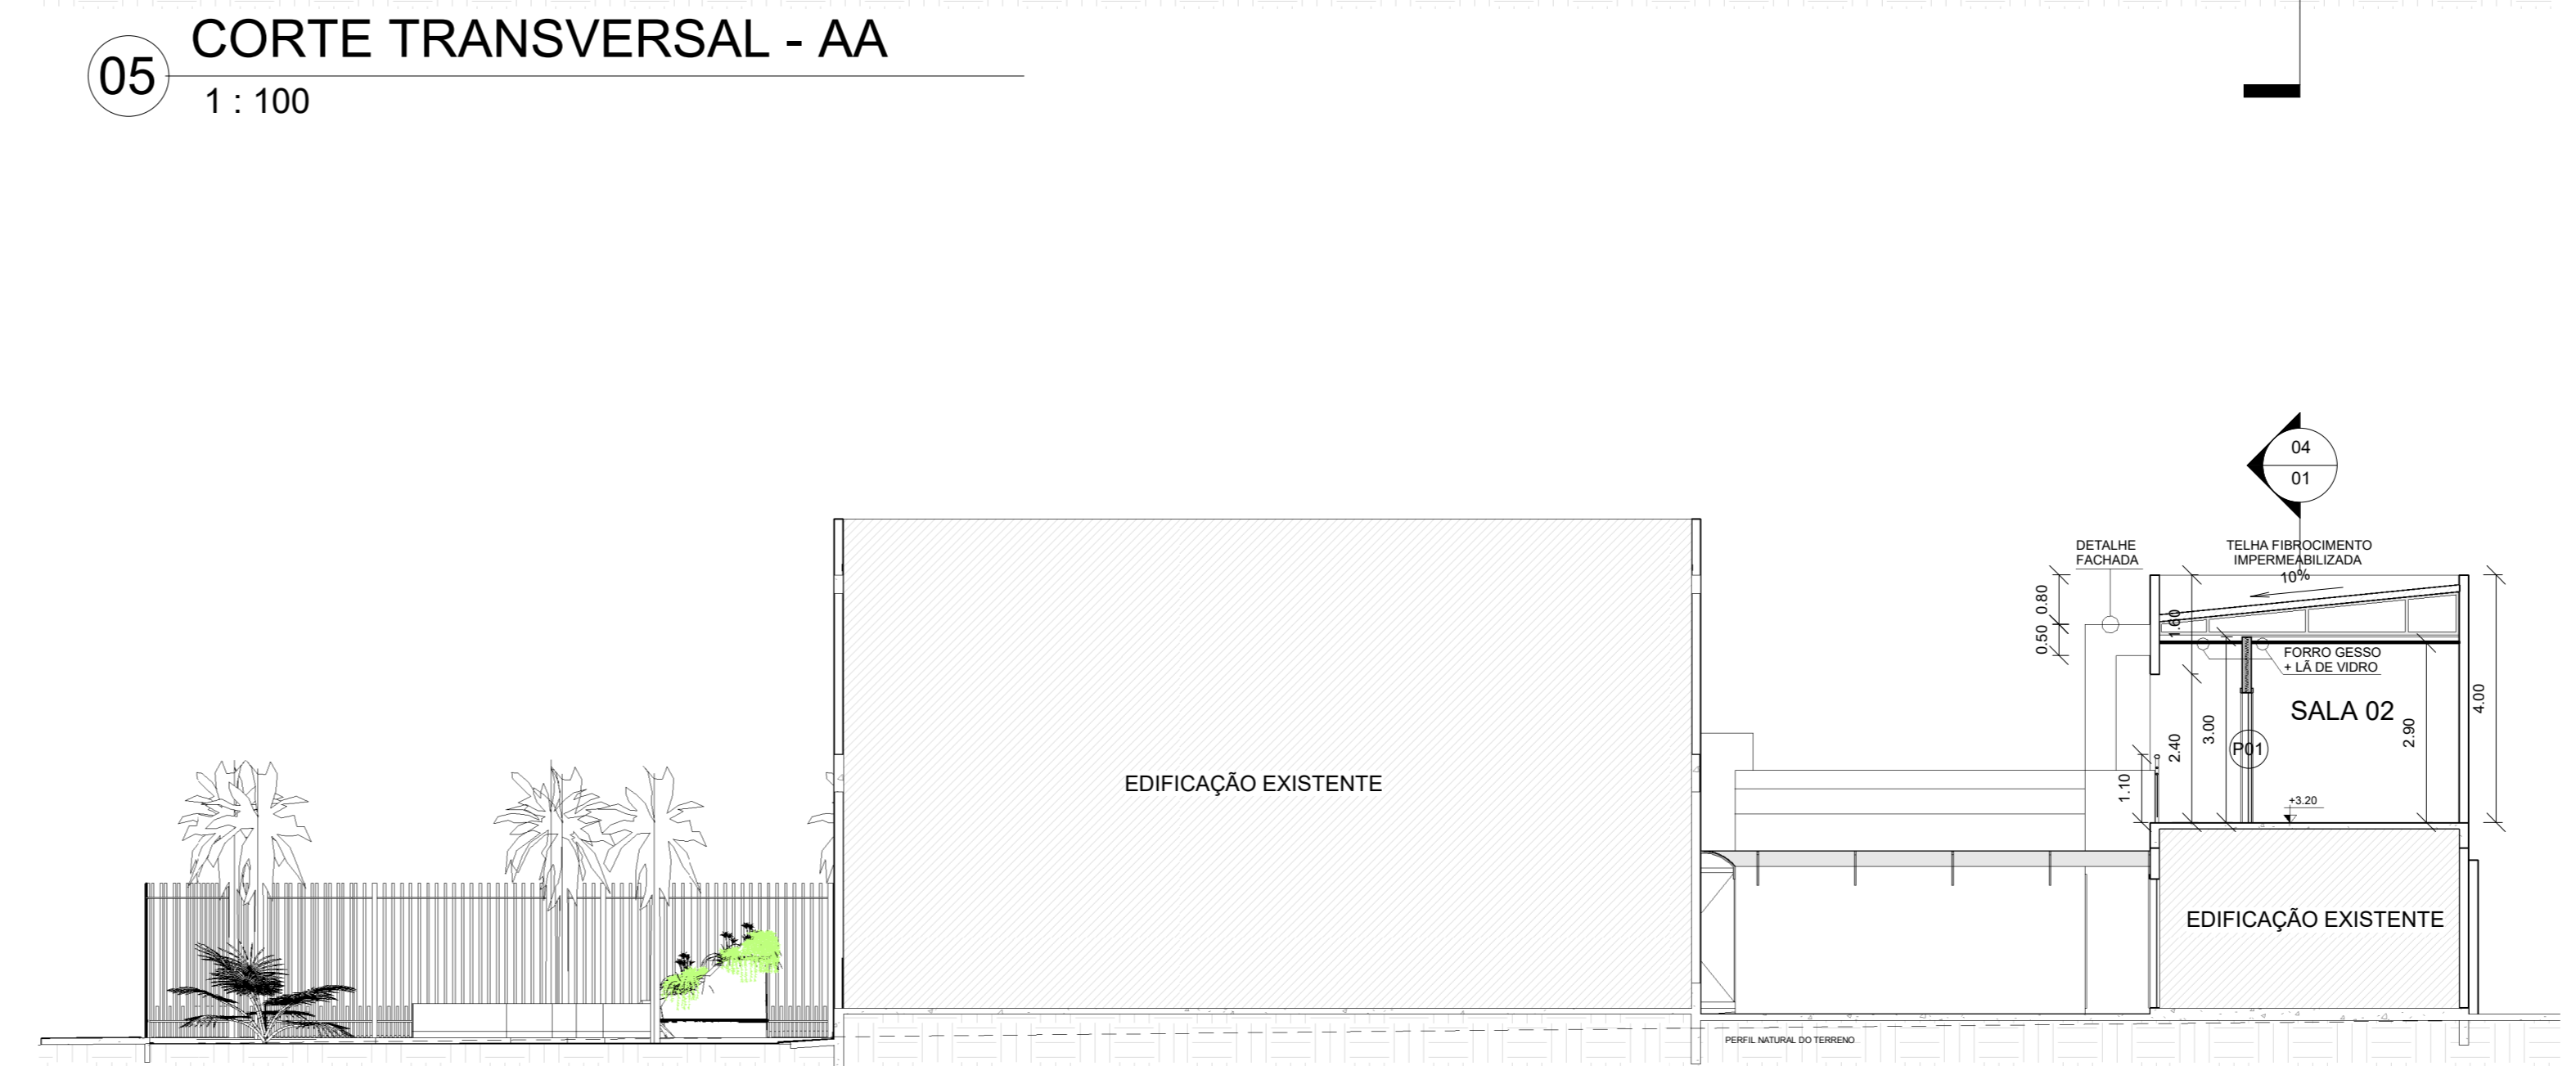 CORTE TRANSVERSAL - AA
05
1 : 100
04
01
DETALHE
FACHADA
TELHA FIBROCIMENTO
IMPERMEABILIZADA
10%
0.80
0.50
1.60
FORRO GESSO
+ LÃ DE VIDRO
SALA 02
4.00
2.90
3.00
2.40
P01
1.10
+3.20
EDIFICAÇÃO EXISTENTE
EDIFICAÇÃO EXISTENTE
PERFIL NATURAL DO TERRENO